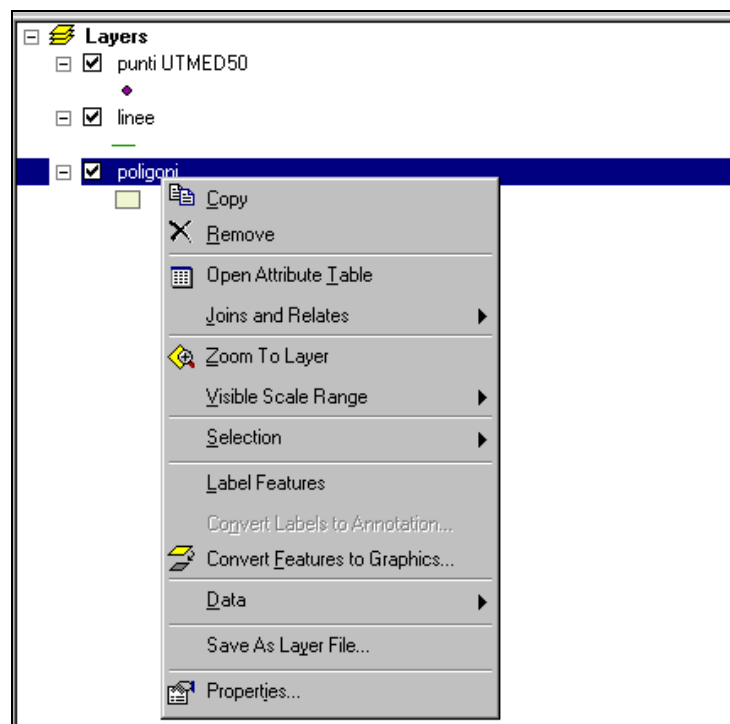 Layers
punti UTMED50
linee
poligoni
Copy
Remove
Open Attribute Table
Joins and Relates
Zoom To Layer
Visible Scale Range
Selection
Label Features
Convert Labels to Annotation...
Convert Features to Graphics...
Data
Save As Layer File...
Properties...